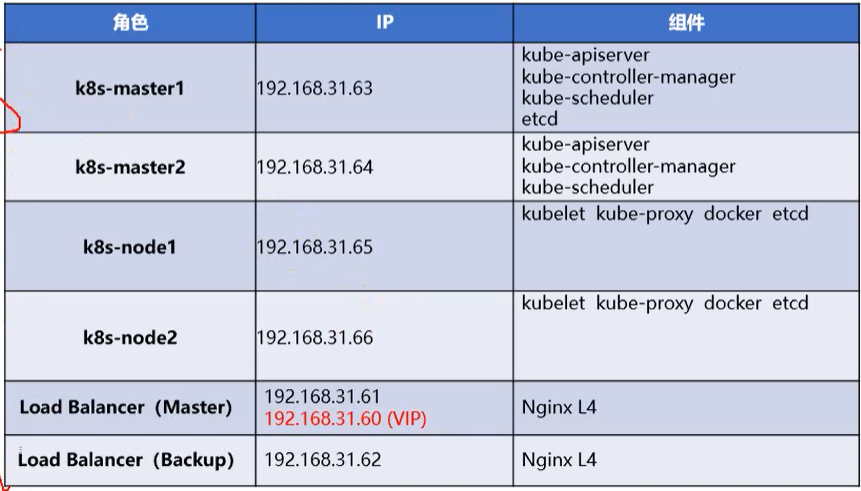 角色 IP 组件
k8s-master1 192.168.31.63 kube-apiserver
kube-controller-manager
kube-scheduler
etcd
k8s-master2 192.168.31.64 kube-apiserver
kube-controller-manager
kube-scheduler
k8s-node1 192.168.31.65 kubelet kube-proxy docker etcd
k8s-node2 192.168.31.66 kubelet kube-proxy docker etcd
Load Balancer（Master） 192.168.31.61
192.168.31.60 (VIP) Nginx L4
Load Balancer（Backup） 192.168.31.62 Nginx L4